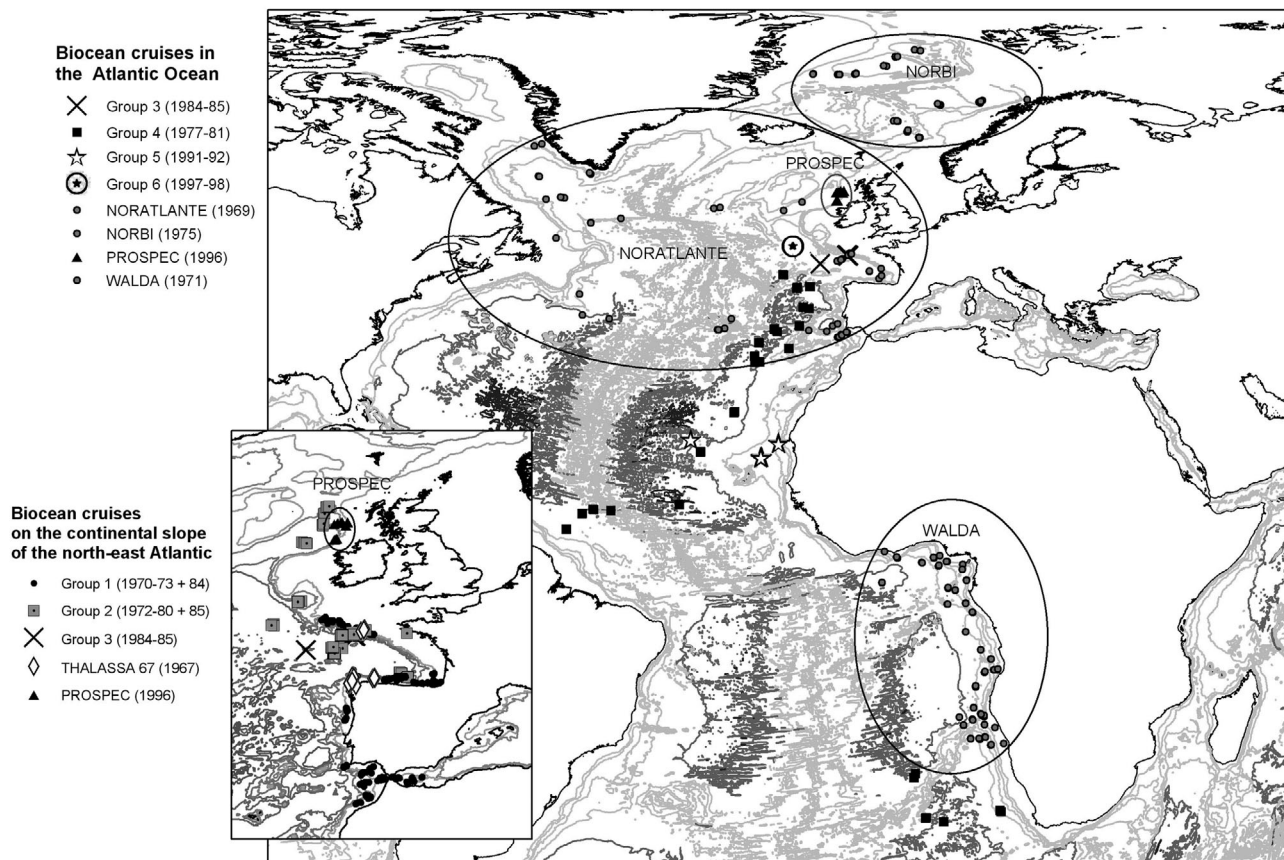 Biocean cruises in
the Atlantic Ocean
Group 3 (1984-85)
Group 4 (1977-81)
Group 5 (1991-92)
Group 6 (1997-98)
NORATLANTE (1969)
NORBI (1975)
PROSPEC (1996)
WALDA (1971)
NORBI
PROSPEC
NORATLANTE
WALDA
PROSPEC
Biocean cruises
on the continental slope
of the north-east Atlantic
Group 1 (1970-73 + 84)
Group 2 (1972-80 + 85)
Group 3 (1984-85)
THALASSA 67 (1967)
PROSPEC (1996)